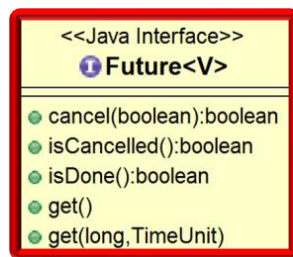 <<Java Interface>>
I Future<V>
cancel(boolean):boolean
isCancelled():boolean
isDone():boolean
get()
get(long,TimeUnit)